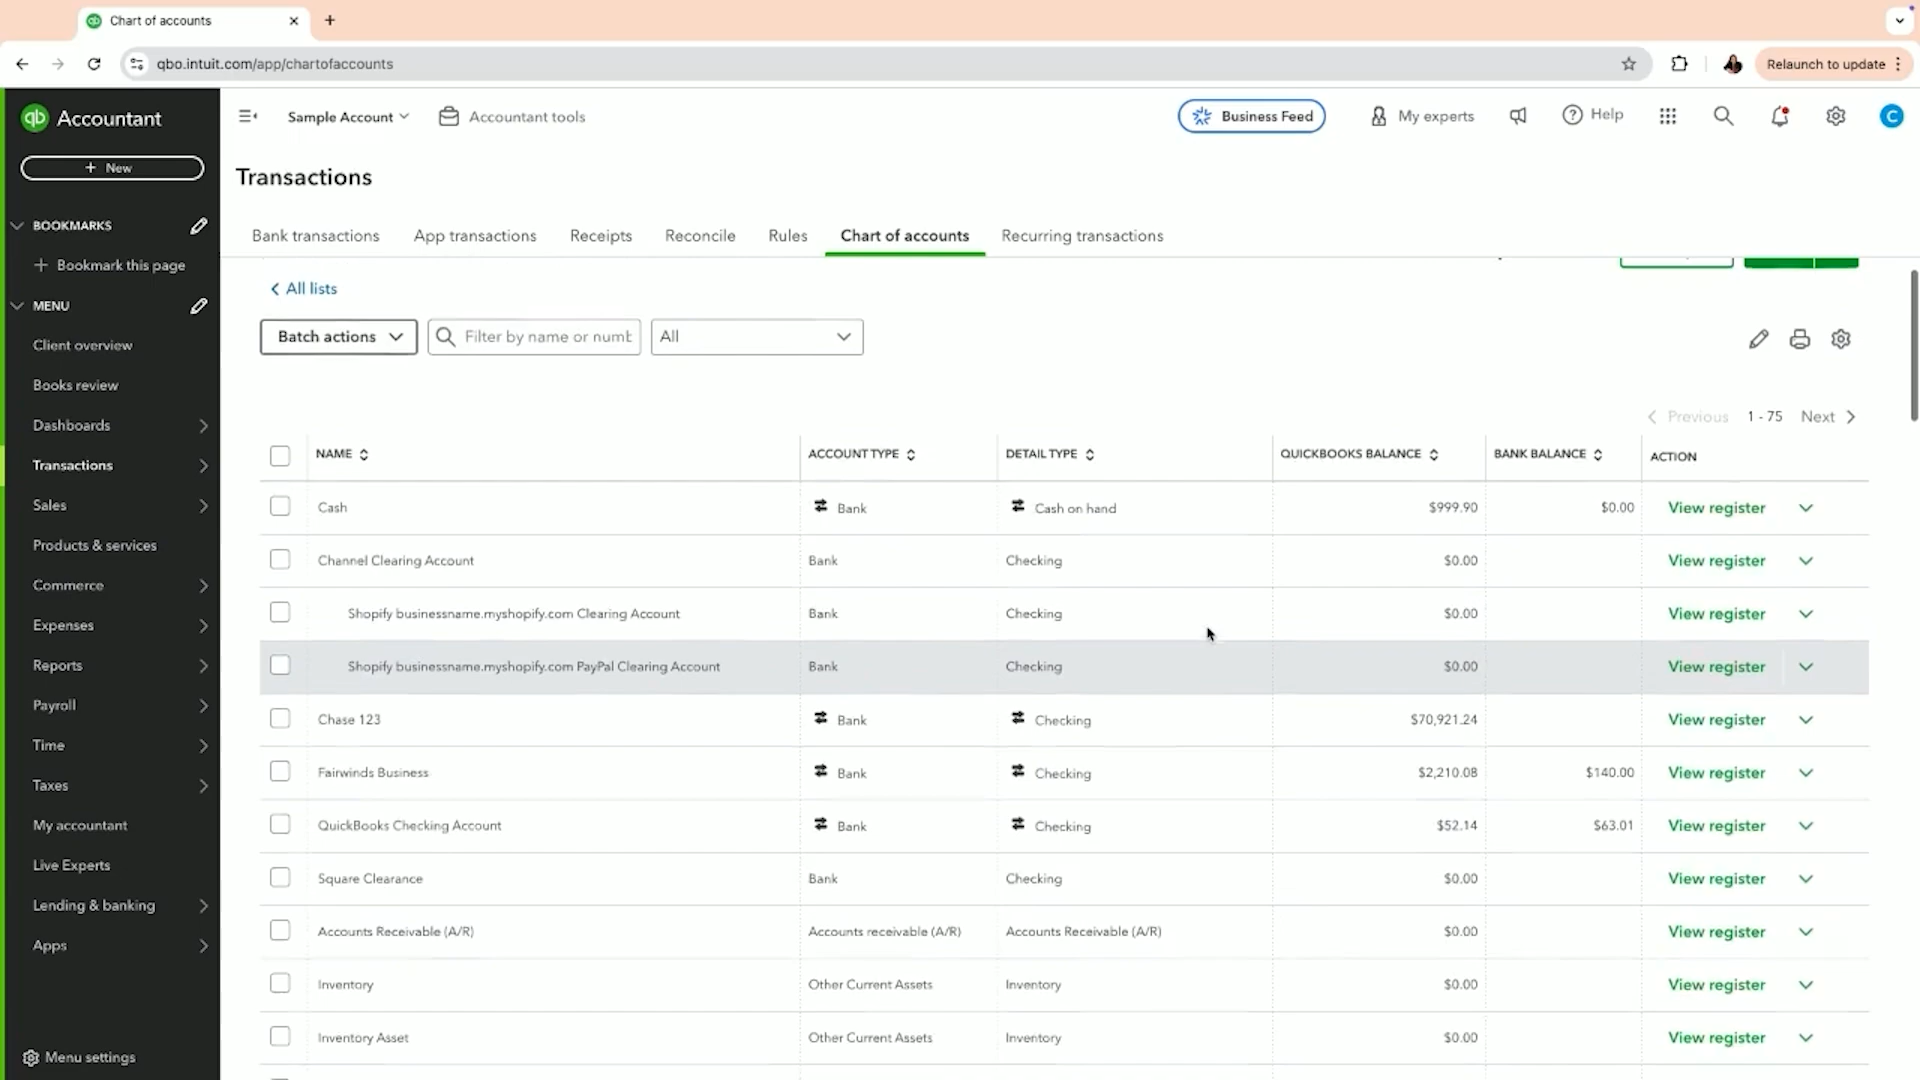 Chart of accounts
qbo.intuit.com/app/chartofaccounts
Relaunch to update
qb Accountant
Sample Account
Accountant tools
Business Feed
My experts
Help
C
+ New
Transactions
BOOKMARKS
Bookmark this page
MENU
Client overview
Books review
Dashboards
Transactions
Sales
Products & services
Commerce
Expenses
Reports
Payroll
Time
Taxes
My accountant
Live Experts
Lending & banking
Apps
Menu settings
Bank transactions App transactions Receipts Reconcile Rules Chart of accounts Recurring transactions
All lists
Batch actions
Filter by name or numb
All
Previous 1 - 75 Next
NAME ACCOUNT TYPE DETAIL TYPE QUICKBOOKS BALANCE BANK BALANCE ACTION
Cash Bank Cash on hand $999.90 $0.00 View register
Channel Clearing Account Bank Checking $0.00 View register
Shopify businessname.myshopify.com Clearing Account Bank Checking $0.00 View register
Shopify businessname.myshopify.com PayPal Clearing Account Bank Checking $0.00 View register
Chase 123 Bank Checking $70,921.24 View register
Fairwinds Business Bank Checking $2,210.08 $140.00 View register
QuickBooks Checking Account Bank Checking $52.14 $63.01 View register
Square Clearance Bank Checking $0.00 View register
Accounts Receivable (A/R) Accounts receivable (A/R) Accounts Receivable (A/R) $0.00 View register
Inventory Other Current Assets Inventory $0.00 View register
Inventory Asset Other Current Assets Inventory $0.00 View register